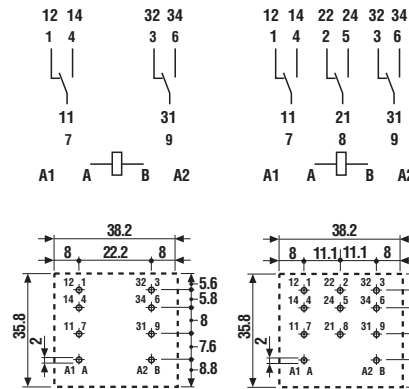 12 14 32 34
1 4 3 6
11 31
7 9
A1 A B A2
12 14 22 24 32 34
1 4 2 5 3 6
11 21 31
7 8 9
A1 A B A2
38.2
8 22.2 8
12 1 32 3
14 4 34 6
11 7 31 9
A1 A A2 B
35.8
2
5.6
5.8
8
7.6
8.8
38.2
8 11.1 11.1 8
12 1 22 2 32 3
14 4 24 5 34 6
11 7 21 8 31 9
A1 A A2 B
35.8
2